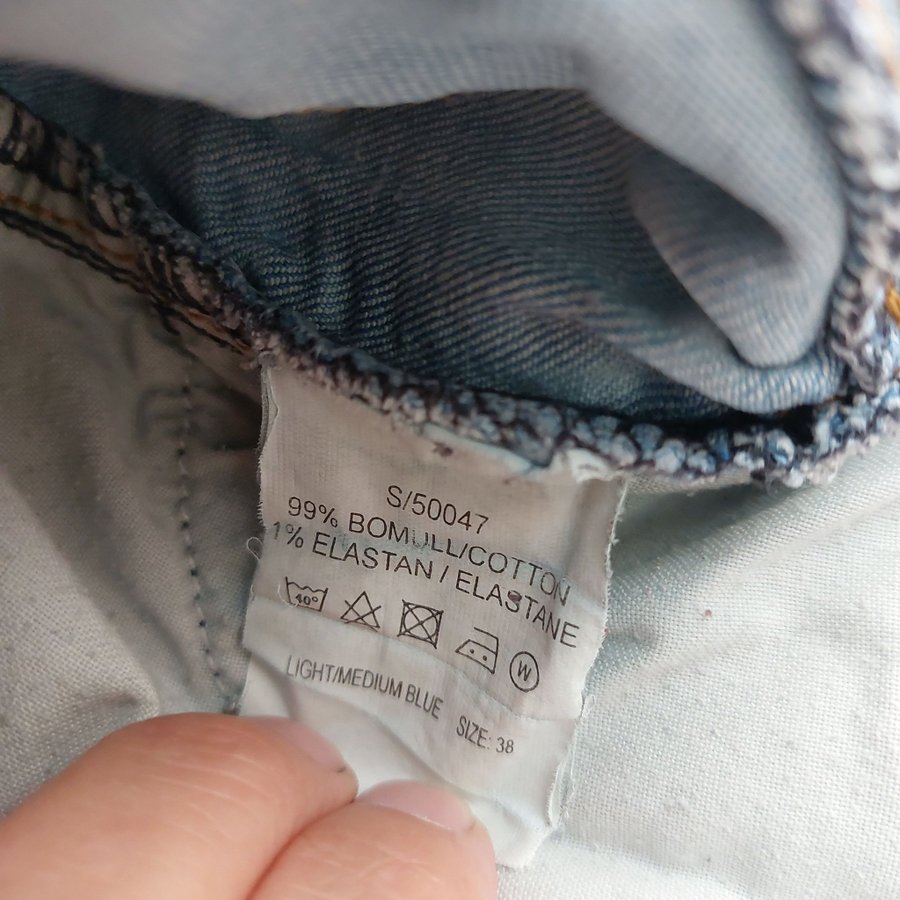 S/50047
99% BOMULL/COTTON
1% ELASTAN / ELASTANE
40°
W
LIGHT/MEDIUM BLUE SIZE: 38